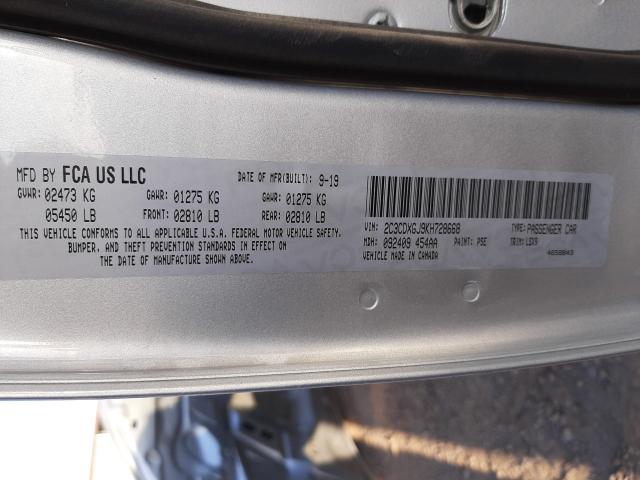 MFD BY FCA US LLC DATE OF MFR(BUILT): 9-19
GVWR: 02473 KG GAWR: 01275 KG GAWR: 01275 KG
05450 LB FRONT: 02810 LB REAR: 02810 LB
THIS VEHICLE CONFORMS TO ALL APPLICABLE U.S.A. FEDERAL MOTOR VEHICLE SAFETY,
BUMPER, AND THEFT PREVENTION STANDARDS IN EFFECT ON
THE DATE OF MANUFACTURE SHOWN ABOVE.
VIN: 2C3CDXGJ9KH728668 TYPE: PASSENGER CAR
MDH: 092409 454AA PAINT: PSE TRIM: LSX9
VEHICLE MADE IN CANADA